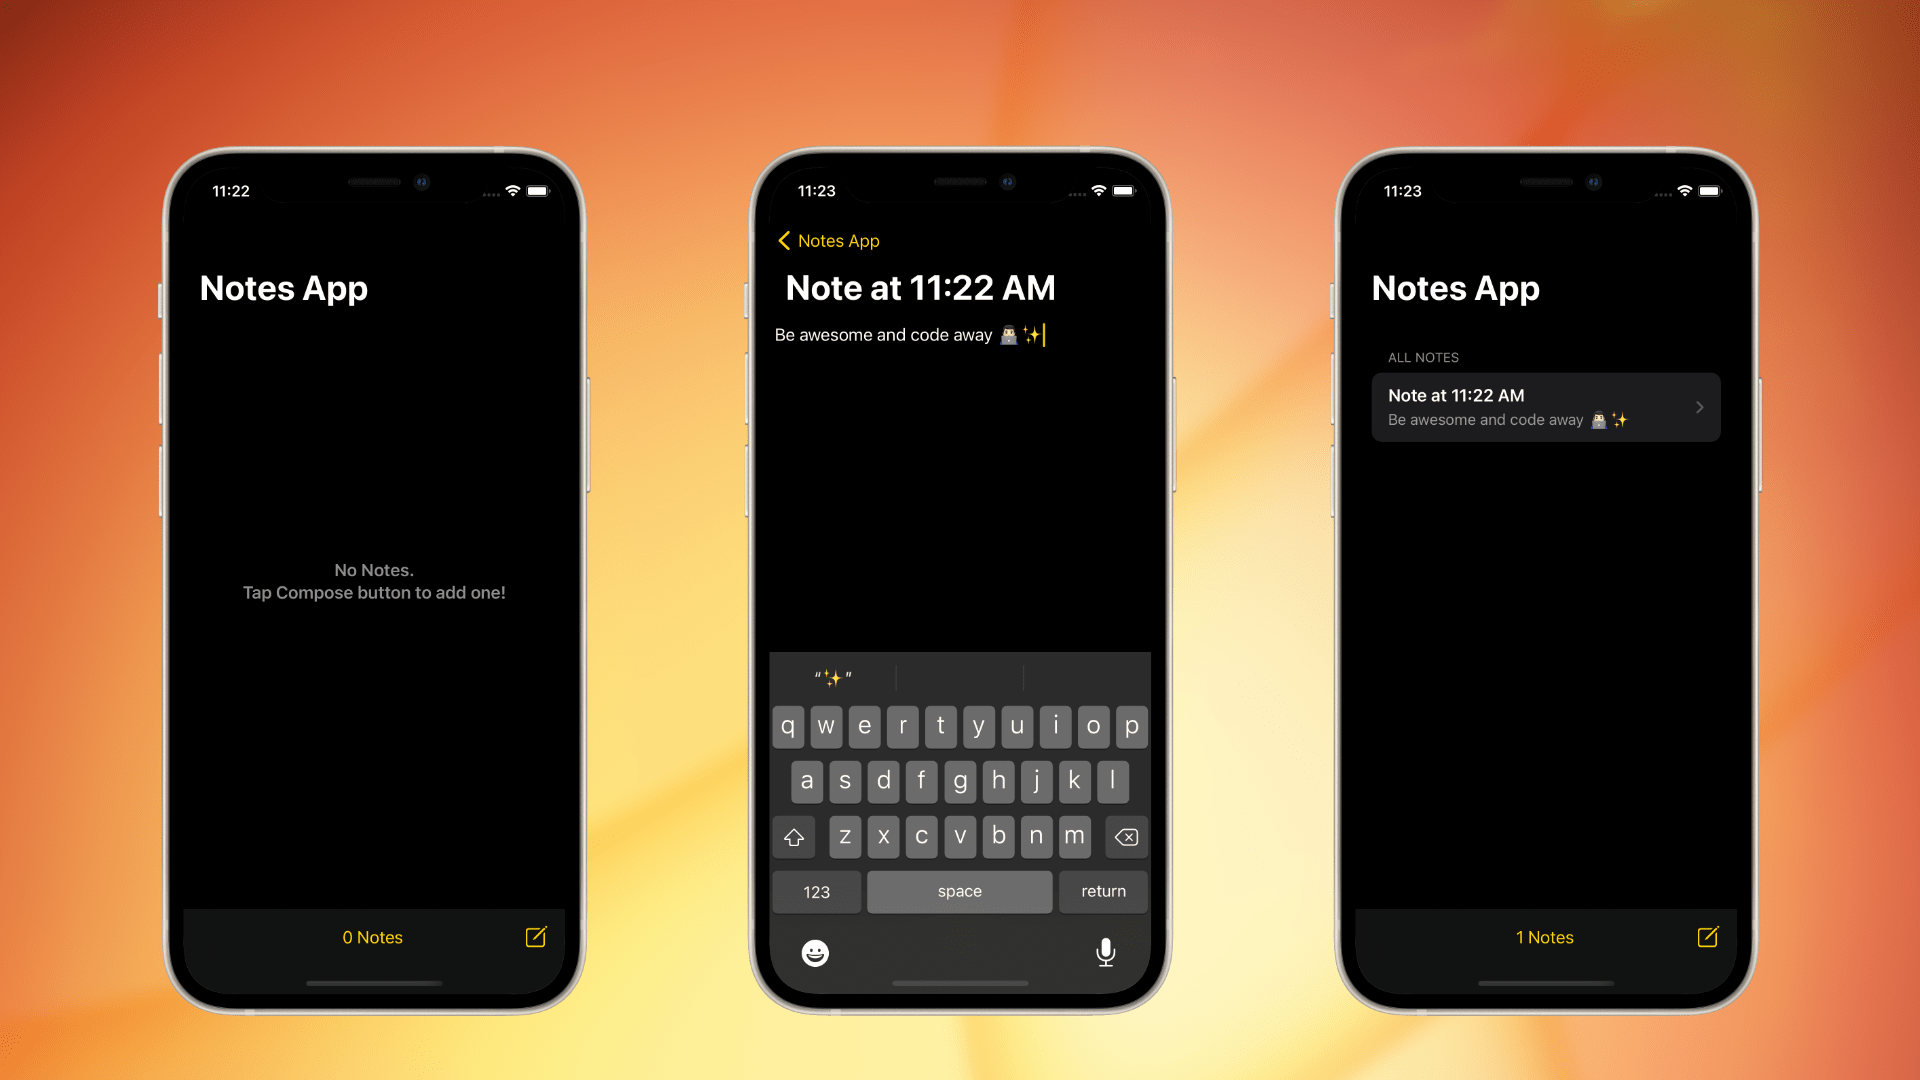 11:22
Notes App
No Notes.
Tap Compose button to add one!
0 Notes
11:23
Notes App
Note at 11:22 AM
Be awesome and code away 👨🏻‍💻✨
“✨”
q w e r t y u i o p
a s d f g h j k l
z x c v b n m
123 space return
11:23
Notes App
ALL NOTES
Note at 11:22 AM
Be awesome and code away 👨🏻‍💻✨
1 Notes